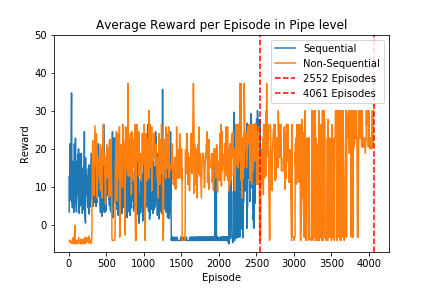 Average Reward per Episode in Pipe level
50
40
30
20
10
0
Reward
Sequential
Non-Sequential
2552 Episodes
4061 Episodes
0 500 1000 1500 2000 2500 3000 3500 4000
Episode